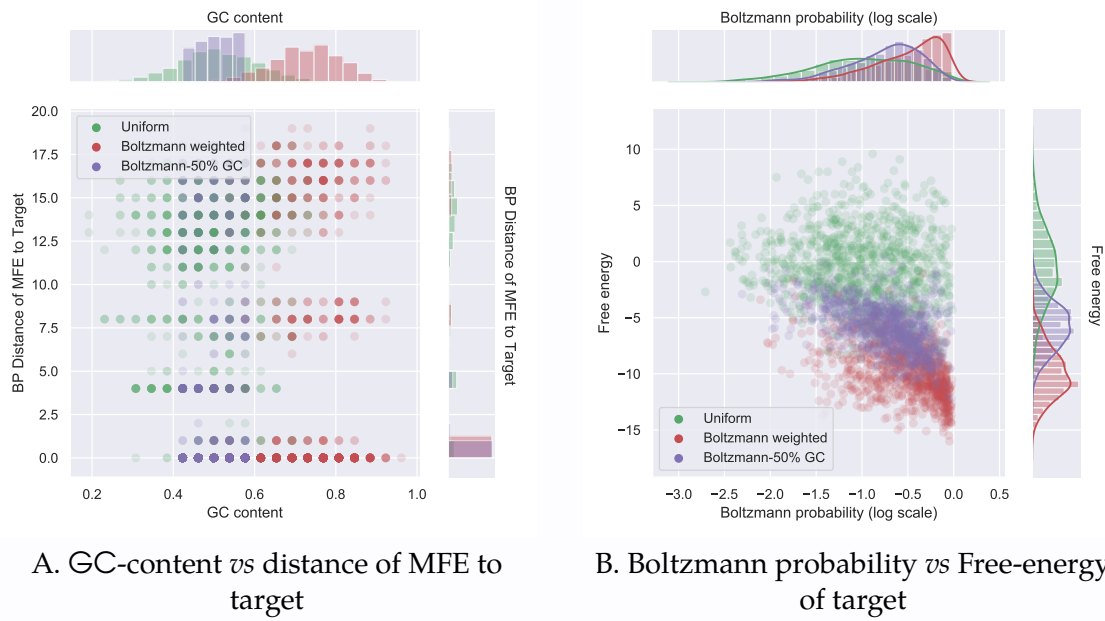 GC content
20.0
17.5
15.0
12.5
10.0
7.5
5.0
2.5
0.0
BP Distance of MFE to Target
Uniform
Boltzmann weighted
Boltzmann-50% GC
0.2
0.4
0.6
0.8
1.0
GC content
BP Distance of MFE to Target
A. GC-content vs distance of MFE to
target
Boltzmann probability (log scale)
10
5
0
−5
−10
−15
Free energy
Uniform
Boltzmann weighted
Boltzmann-50% GC
−3.0
−2.5
−2.0
−1.5
−1.0
−0.5
0.0
0.5
Boltzmann probability (log scale)
Free energy
B. Boltzmann probability vs Free-energy
of target